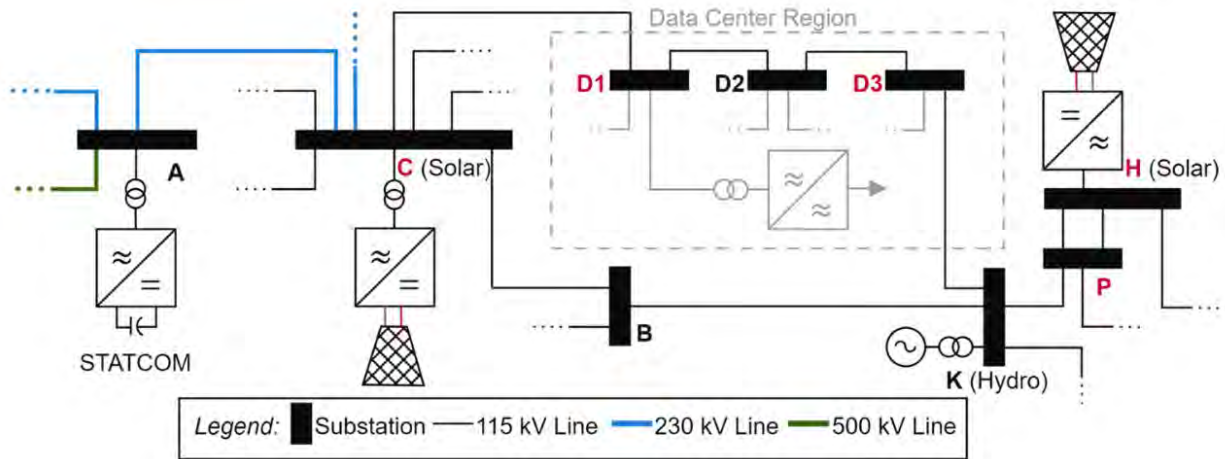 Data Center Region
D1
D2
D3
A
C (Solar)
H (Solar)
P
B
STATCOM
K (Hydro)
Legend: Substation 115 kV Line 230 kV Line 500 kV Line